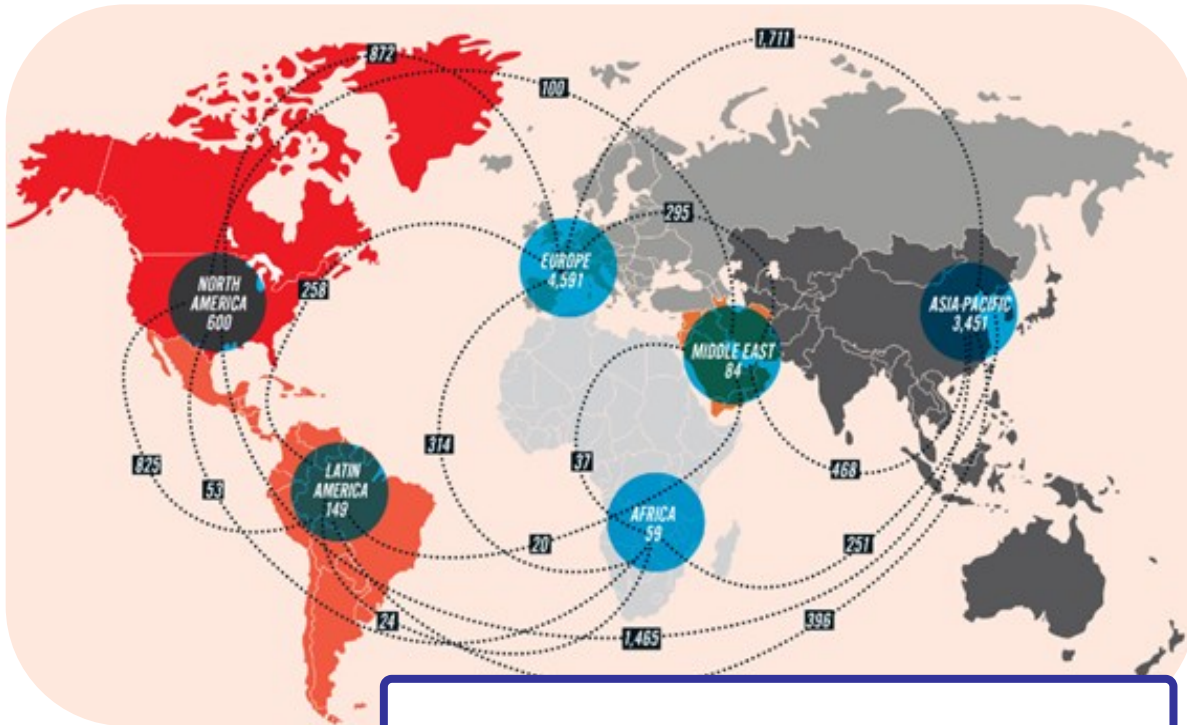 1,711
872
100
295
EUROPE
4,591
NORTH
AMERICA
600
258
ASIA-PACIFIC
3,451
MIDDLE EAST
84
314
37
825
468
LATIN
AMERICA
149
53
AFRICA
59
20
251
24
396
1,465